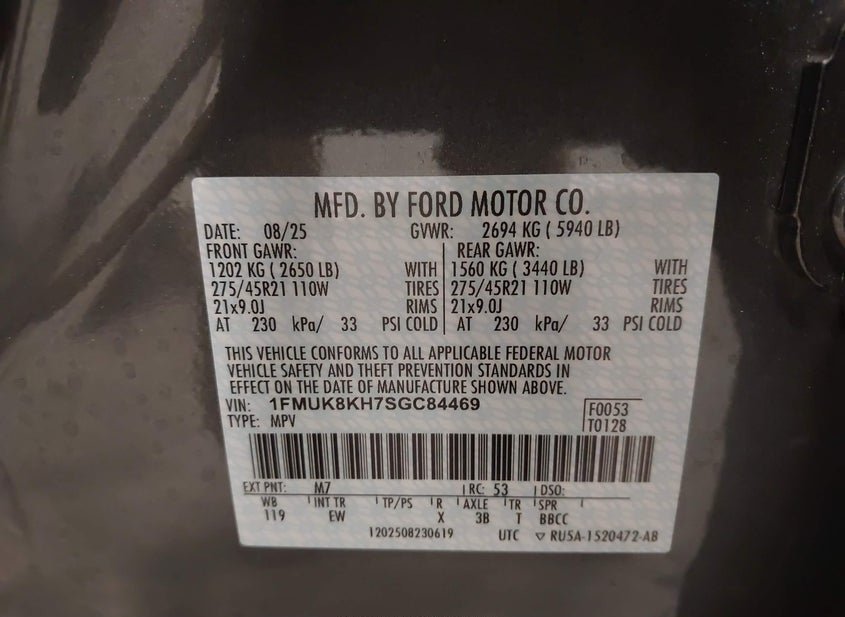 MFD. BY FORD MOTOR CO.
DATE: 08/25 GVWR: 2694 KG ( 5940 LB)
FRONT GAWR: REAR GAWR:
1202 KG ( 2650 LB) WITH 1560 KG ( 3440 LB) WITH
275/45R21 110W TIRES 275/45R21 110W TIRES
21x9.0J RIMS 21x9.0J RIMS
AT 230 kPa/ 33 PSI COLD AT 230 kPa/ 33 PSI COLD
THIS VEHICLE CONFORMS TO ALL APPLICABLE FEDERAL MOTOR
VEHICLE SAFETY AND THEFT PREVENTION STANDARDS IN
EFFECT ON THE DATE OF MANUFACTURE SHOWN ABOVE.
VIN: 1FMUK8KH7SGC84469 F0053
TYPE: MPV T0128
EXT PNT: M7 RC: 53 DSO:
WB INT TR TP/PS R AXLE TR SPR
119 EW X 3B T BBCC
1202508230619 UTC ▽ RU5A-1520472-AB